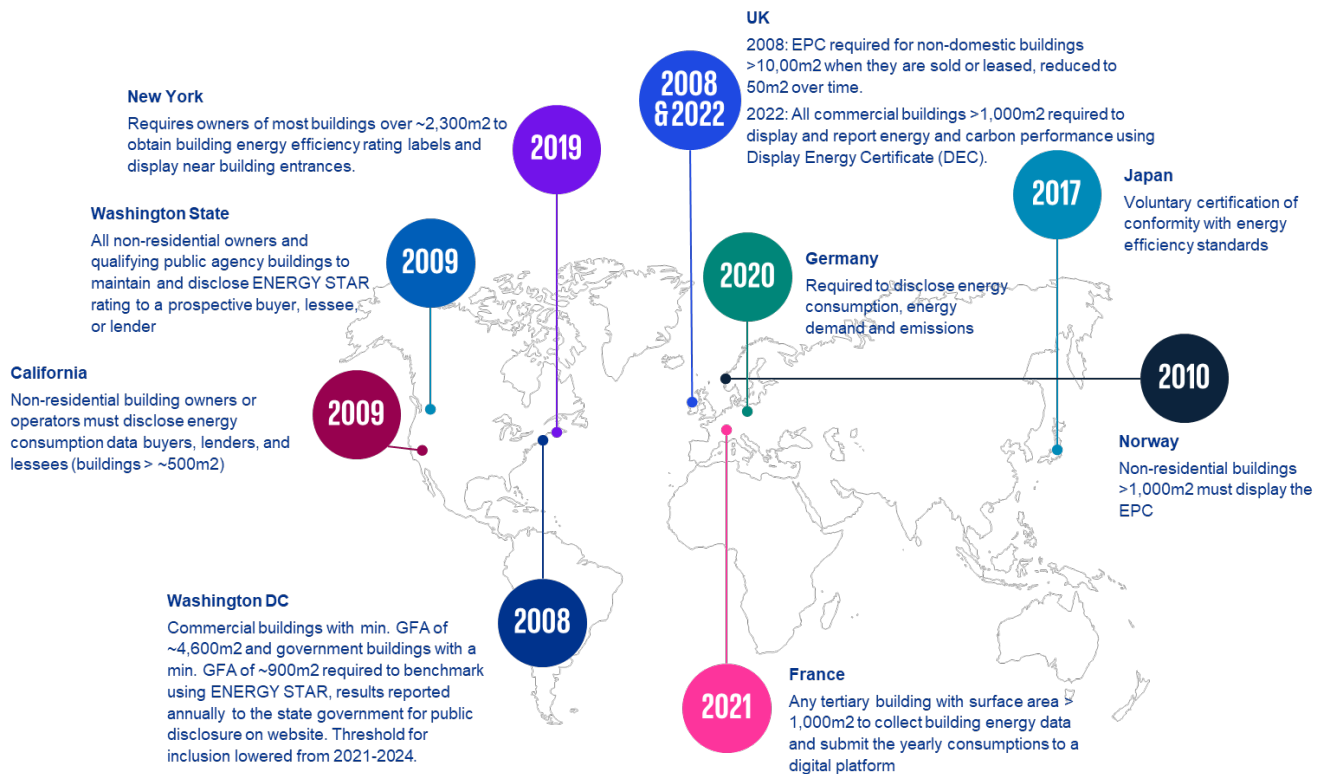 UK
2008: EPC required for non-domestic buildings
>10,00m2 when they are sold or leased, reduced to
50m2 over time.
2022: All commercial buildings >1,000m2 required to
display and report energy and carbon performance using
Display Energy Certificate (DEC).
2008
& 2022
New York
Requires owners of most buildings over ~2,300m2 to
obtain building energy efficiency rating labels and
display near building entrances.
2019
2017
Japan
Voluntary certification of
conformity with energy
efficiency standards
Washington State
All non-residential owners and
qualifying public agency buildings to
maintain and disclose ENERGY STAR
rating to a prospective buyer, lessee,
or lender
2009
2020
Germany
Required to disclose energy
consumption, energy
demand and emissions
California
Non-residential building owners or
operators must disclose energy
consumption data buyers, lenders, and
lessees (buildings > ~500m2)
2009
2010
Norway
Non-residential buildings
>1,000m2 must display the
EPC
Washington DC
Commercial buildings with min. GFA of
~4,600m2 and government buildings with a
min. GFA of ~900m2 required to benchmark
using ENERGY STAR, results reported
annually to the state government for public
disclosure on website. Threshold for
inclusion lowered from 2021-2024.
2008
2021
France
Any tertiary building with surface area >
1,000m2 to collect building energy data
and submit the yearly consumptions to a
digital platform